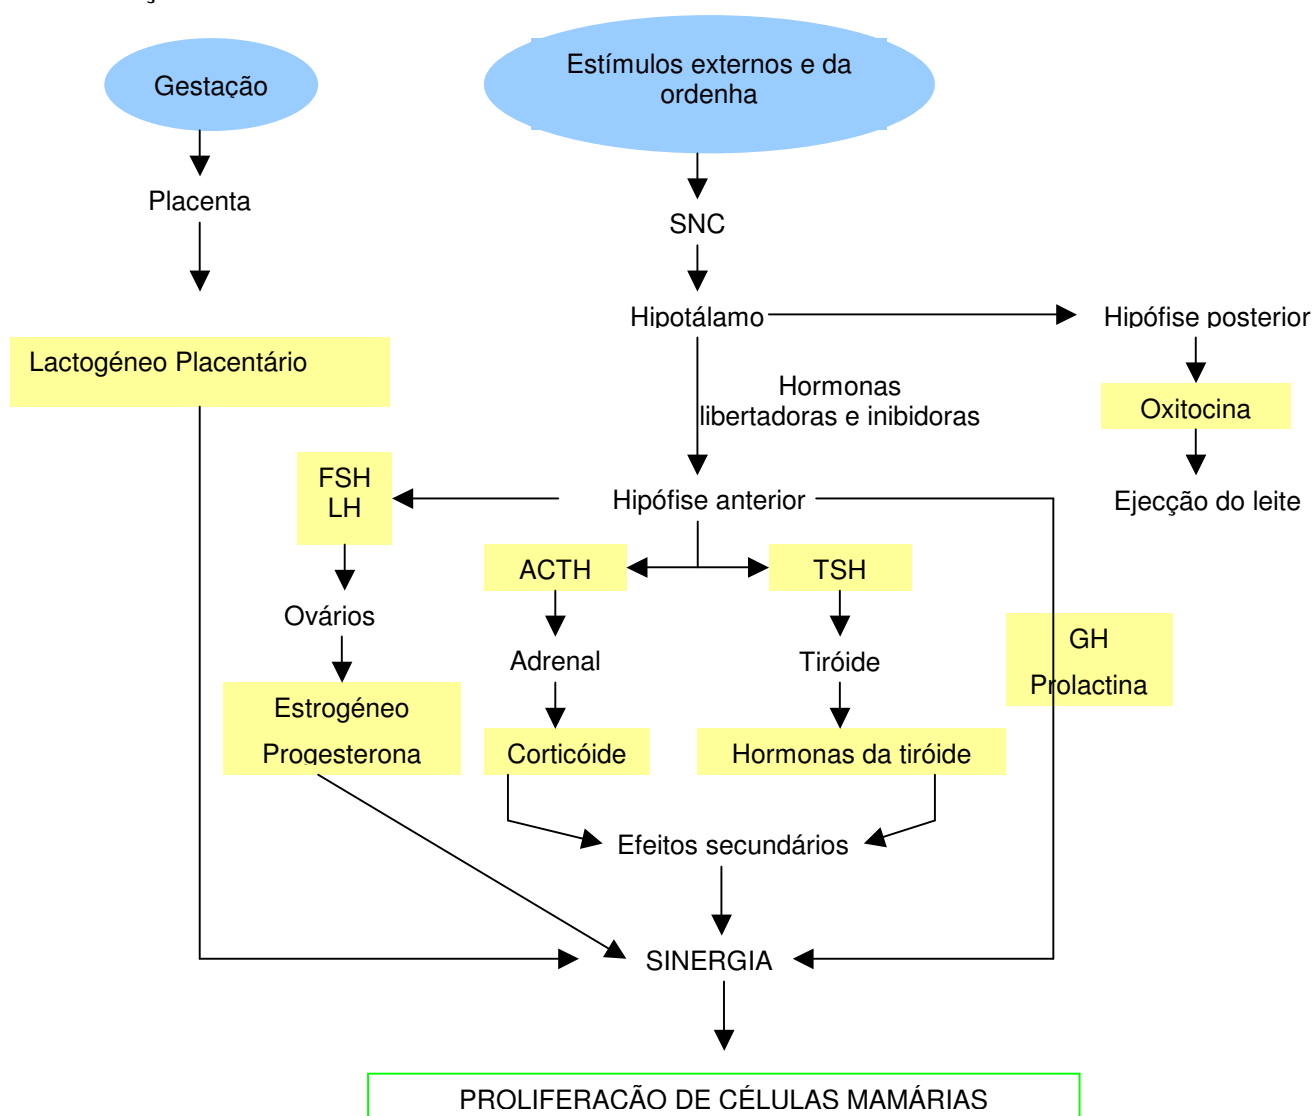 Estímulos externos e da
ordenha
Gestação
Placenta
SNC
Hipotálamo
Hipófise posterior
Lactogéneo Placentário
Hormonas
libertadoras e inibidoras
Oxitocina
FSH
LH
Hipófise anterior
Ejecção do leite
ACTH
TSH
Ovários
Adrenal
Tiróide
GH
Prolactina
Estrogéneo
Progesterona
Corticóide
Hormonas da tiróide
Efeitos secundários
SINERGIA
PROLIFERAÇÃO DE CÉLULAS MAMÁRIAS